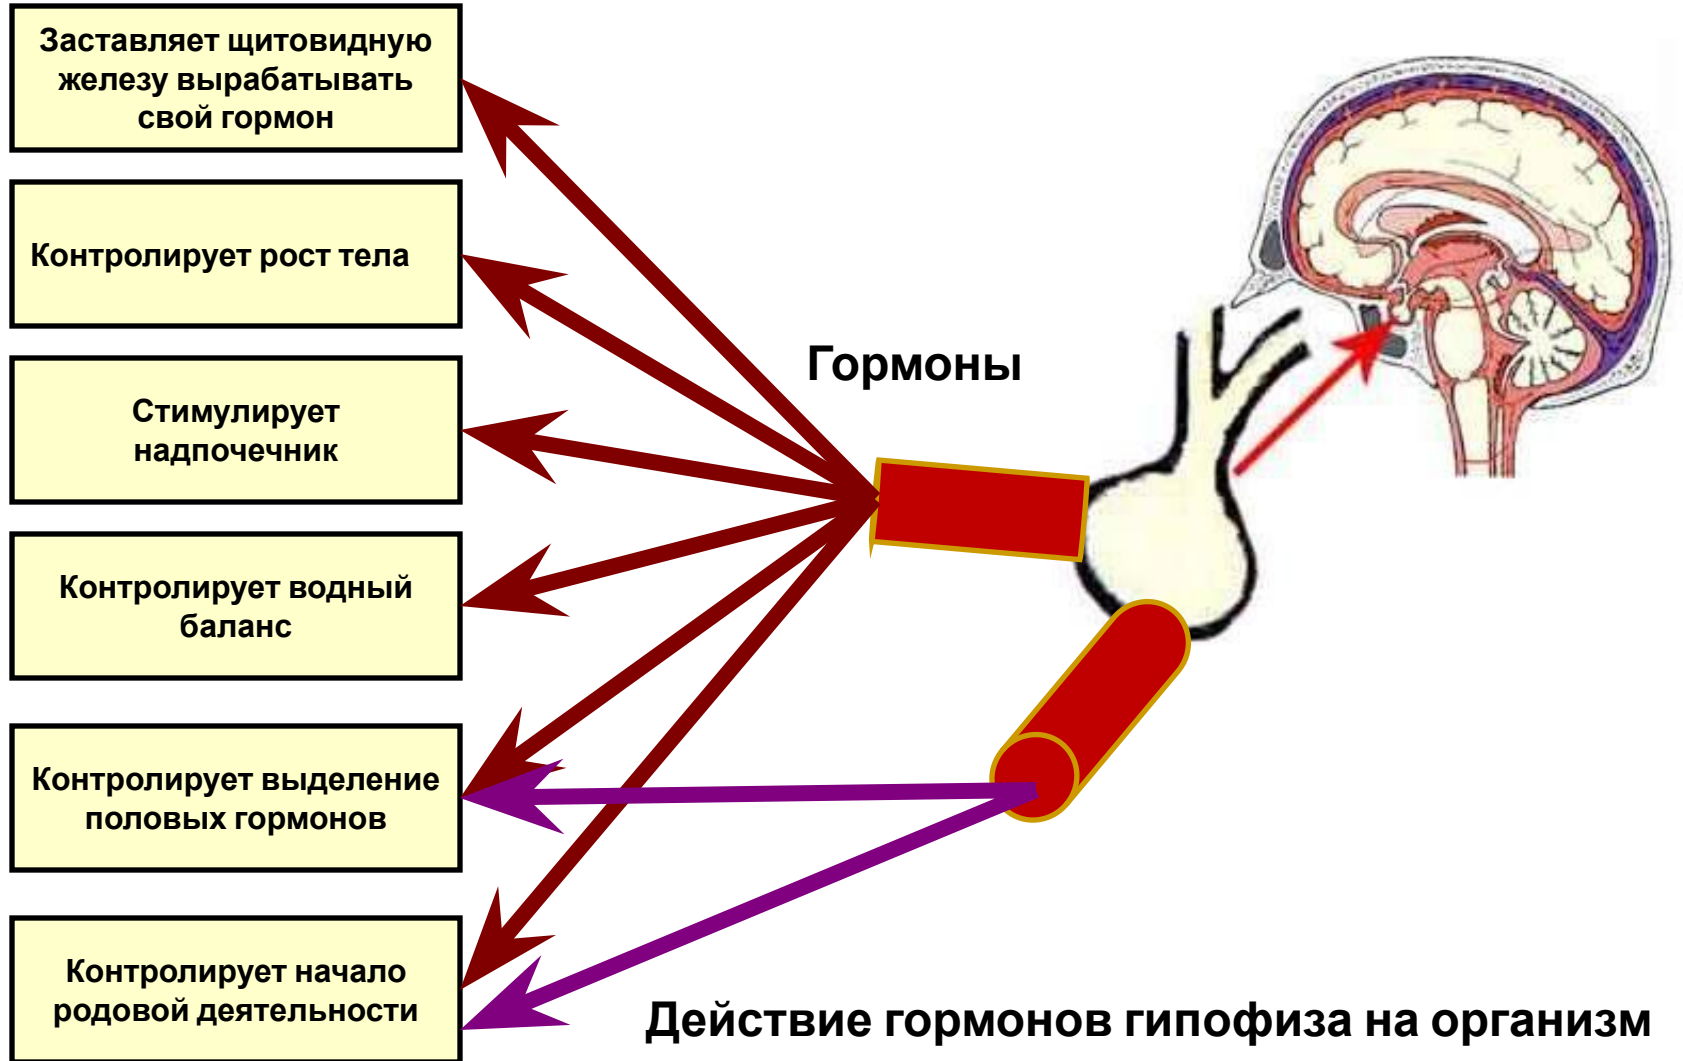 Заставляет щитовидную
железу вырабатывать
свой гормон
Контролирует рост тела
Стимулирует
надпочечник
Контролирует водный
баланс
Контролирует выделение
половых гормонов
Контролирует начало
родовой деятельности
Гормоны
Действие гормонов гипофиза на организм